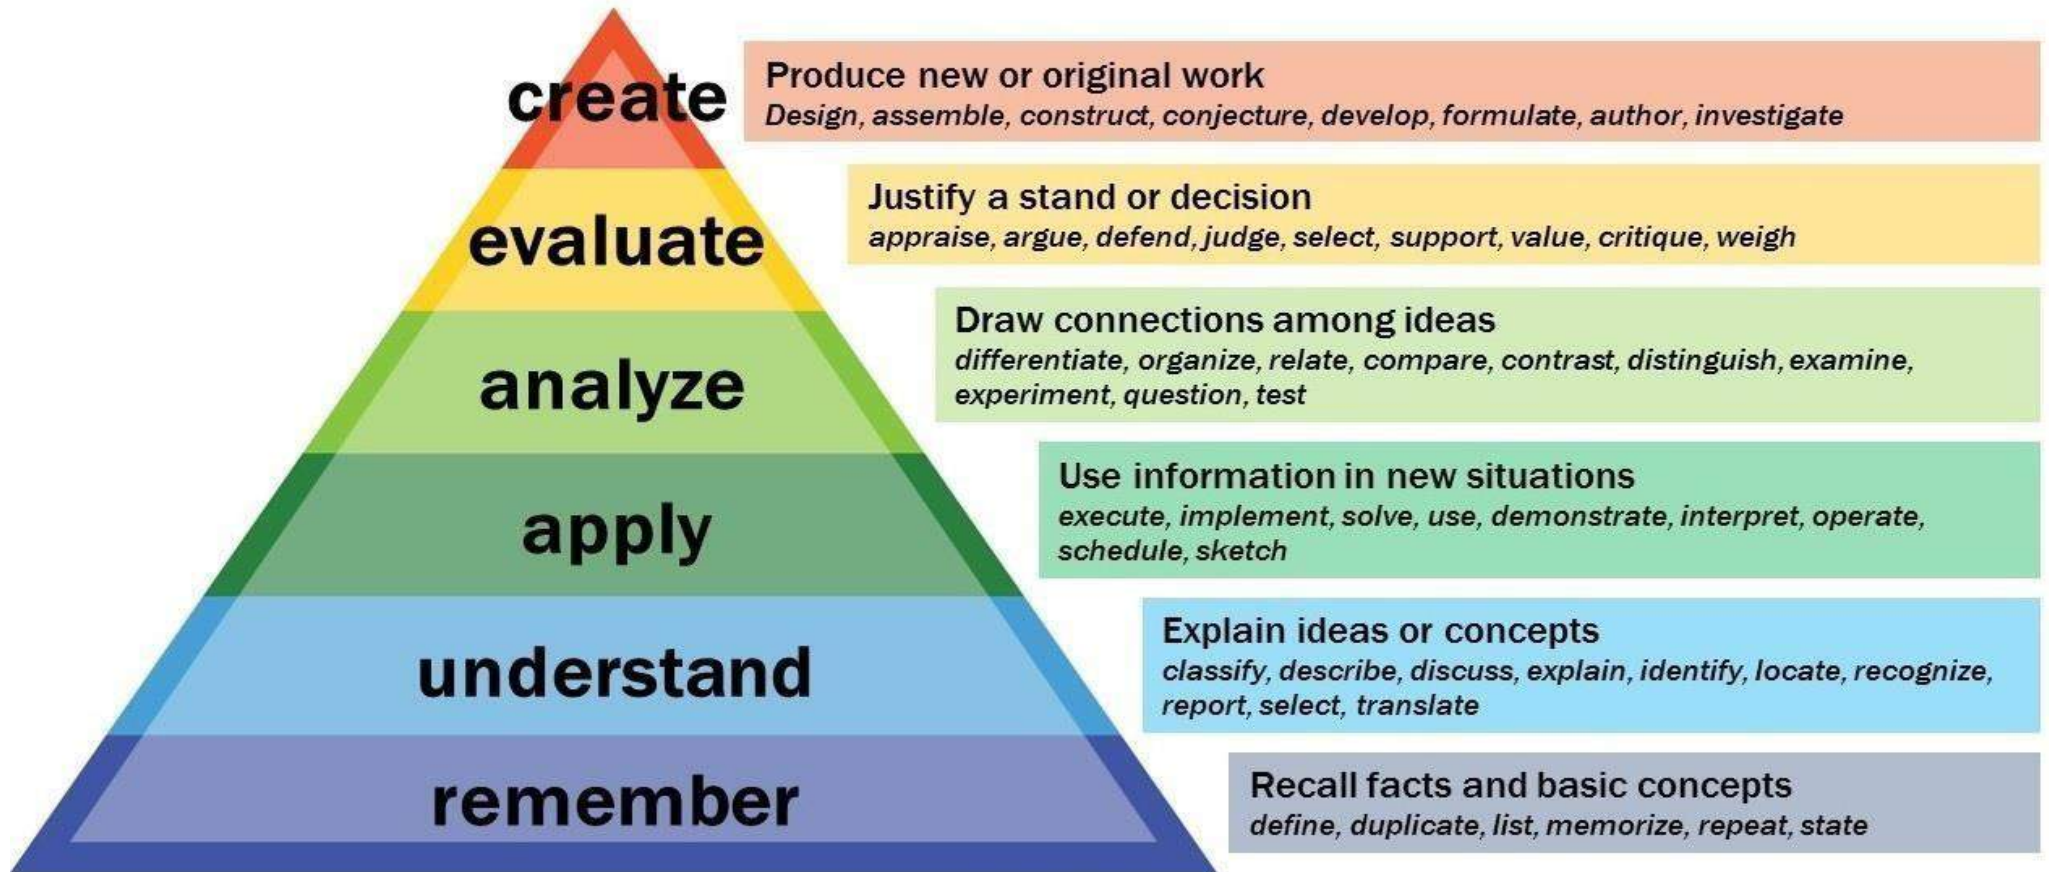 create
Produce new or original work
Design, assemble, construct, conjecture, develop, formulate, author, investigate
evaluate
Justify a stand or decision
appraise, argue, defend, judge, select, support, value, critique, weigh
analyze
Draw connections among ideas
differentiate, organize, relate, compare, contrast, distinguish, examine,
experiment, question, test
apply
Use information in new situations
execute, implement, solve, use, demonstrate, interpret, operate,
schedule, sketch
understand
Explain ideas or concepts
classify, describe, discuss, explain, identify, locate, recognize,
report, select, translate
remember
Recall facts and basic concepts
define, duplicate, list, memorize, repeat, state